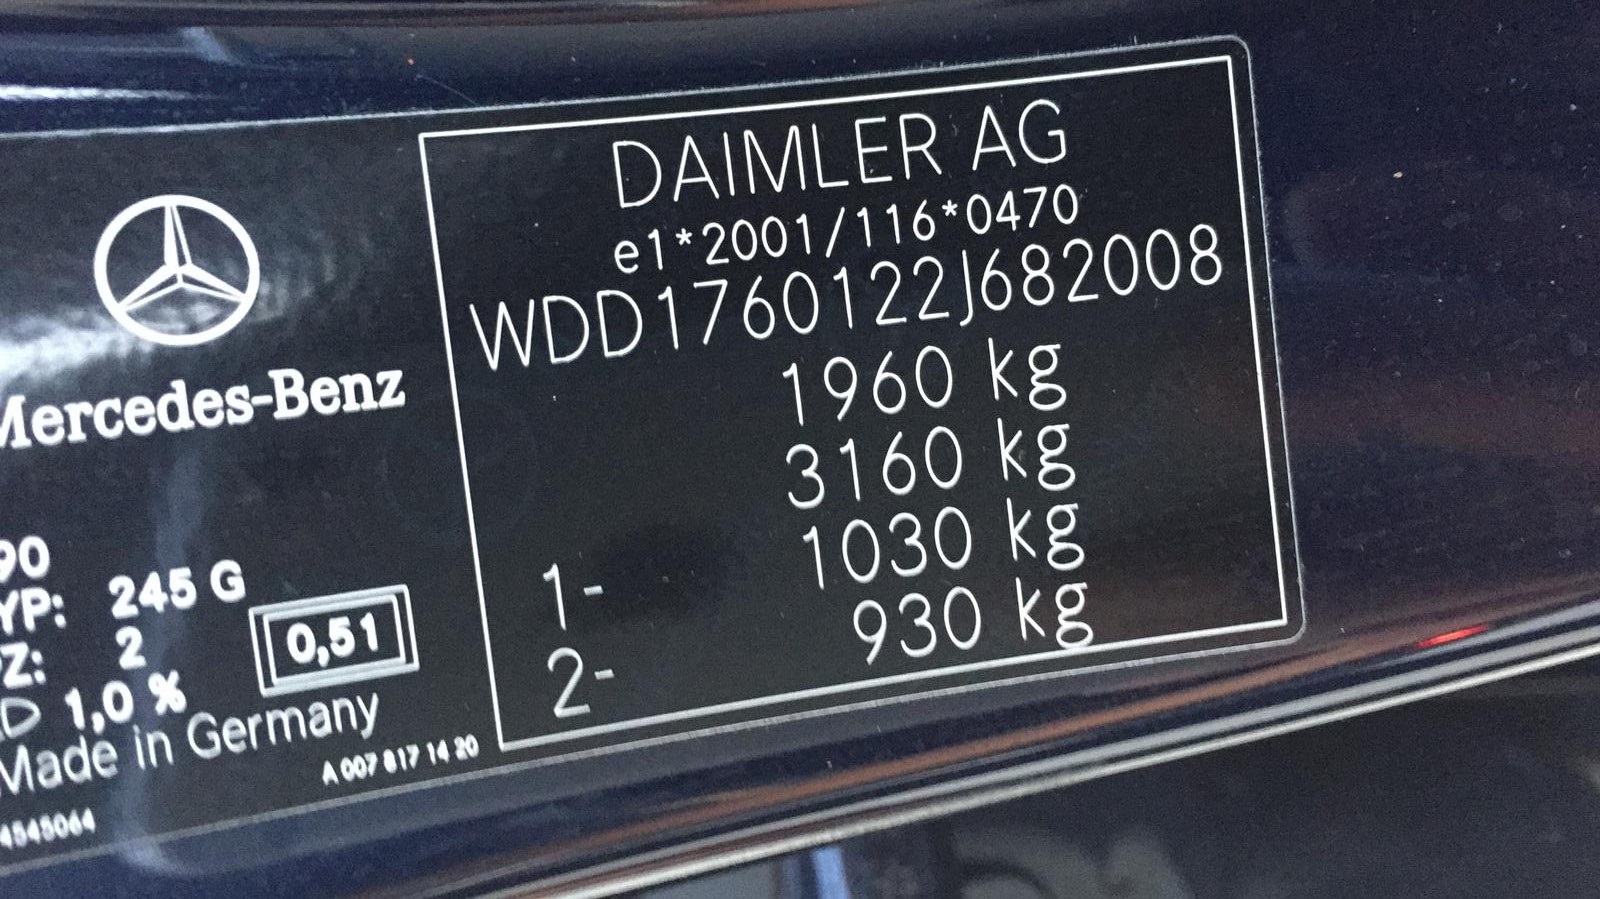 Mercedes-Benz
90
YP: 245 G
Z: 2
1,0 %
0,51
Made in Germany
A 007 817 14 20
4545064
DAIMLER AG
e1*2001/116*0470
WDD1760122J682008
1960 kg
3160 kg
1- 1030 kg
2- 930 kg